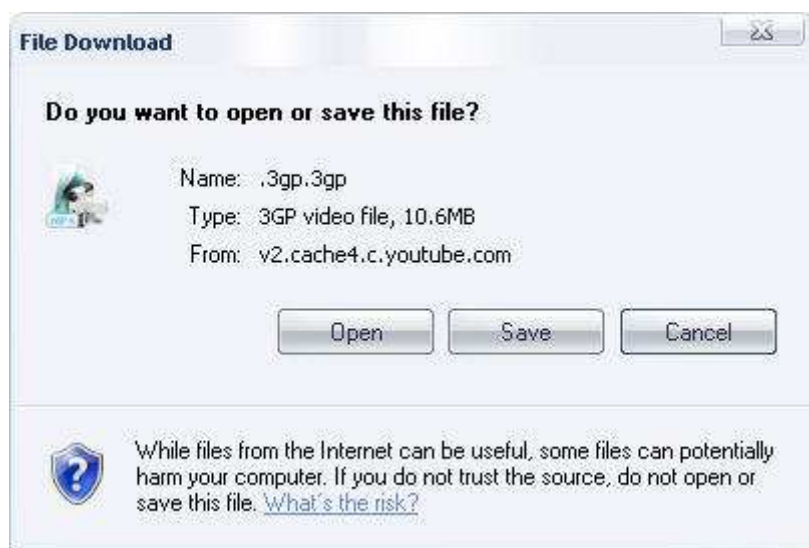 File Download
Do you want to open or save this file?
Name: .3gp.3gp
Type: 3GP video file, 10.6MB
From: v2.cache4.c.youtube.com
Open Save Cancel
While files from the Internet can be useful, some files can potentially
harm your computer. If you do not trust the source, do not open or
save this file. What's the risk?